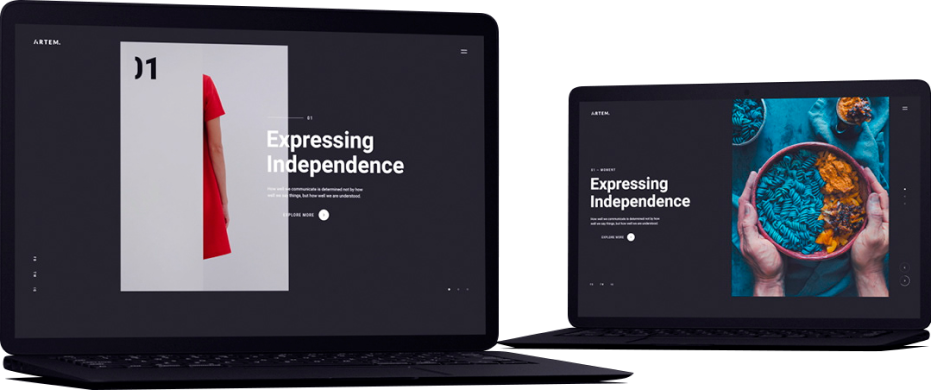 ARTEM.
01
01
Expressing
Independence
How well we communicate is determined not by how
well we say things, but how well we are understood.
EXPLORE MORE
ARTEM.
01 — MOMENT
Expressing
Independence
How well we communicate is determined not by how
well we say things, but how well we are understood.
EXPLORE MORE